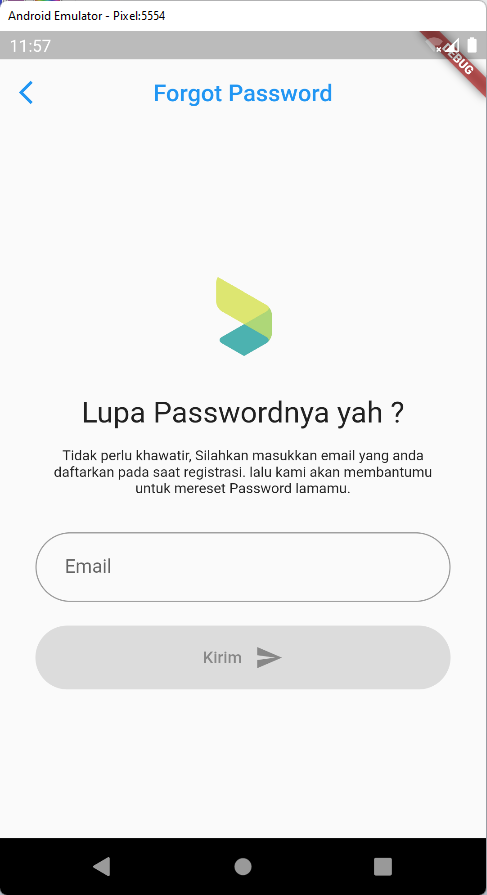 Android Emulator - Pixel:5554
11:57
DEBUG
Forgot Password
Lupa Passwordnya yah ?
Tidak perlu khawatir, Silahkan masukkan email yang anda
daftarkan pada saat registrasi. lalu kami akan membantumu
untuk mereset Password lamamu.
Email
Kirim